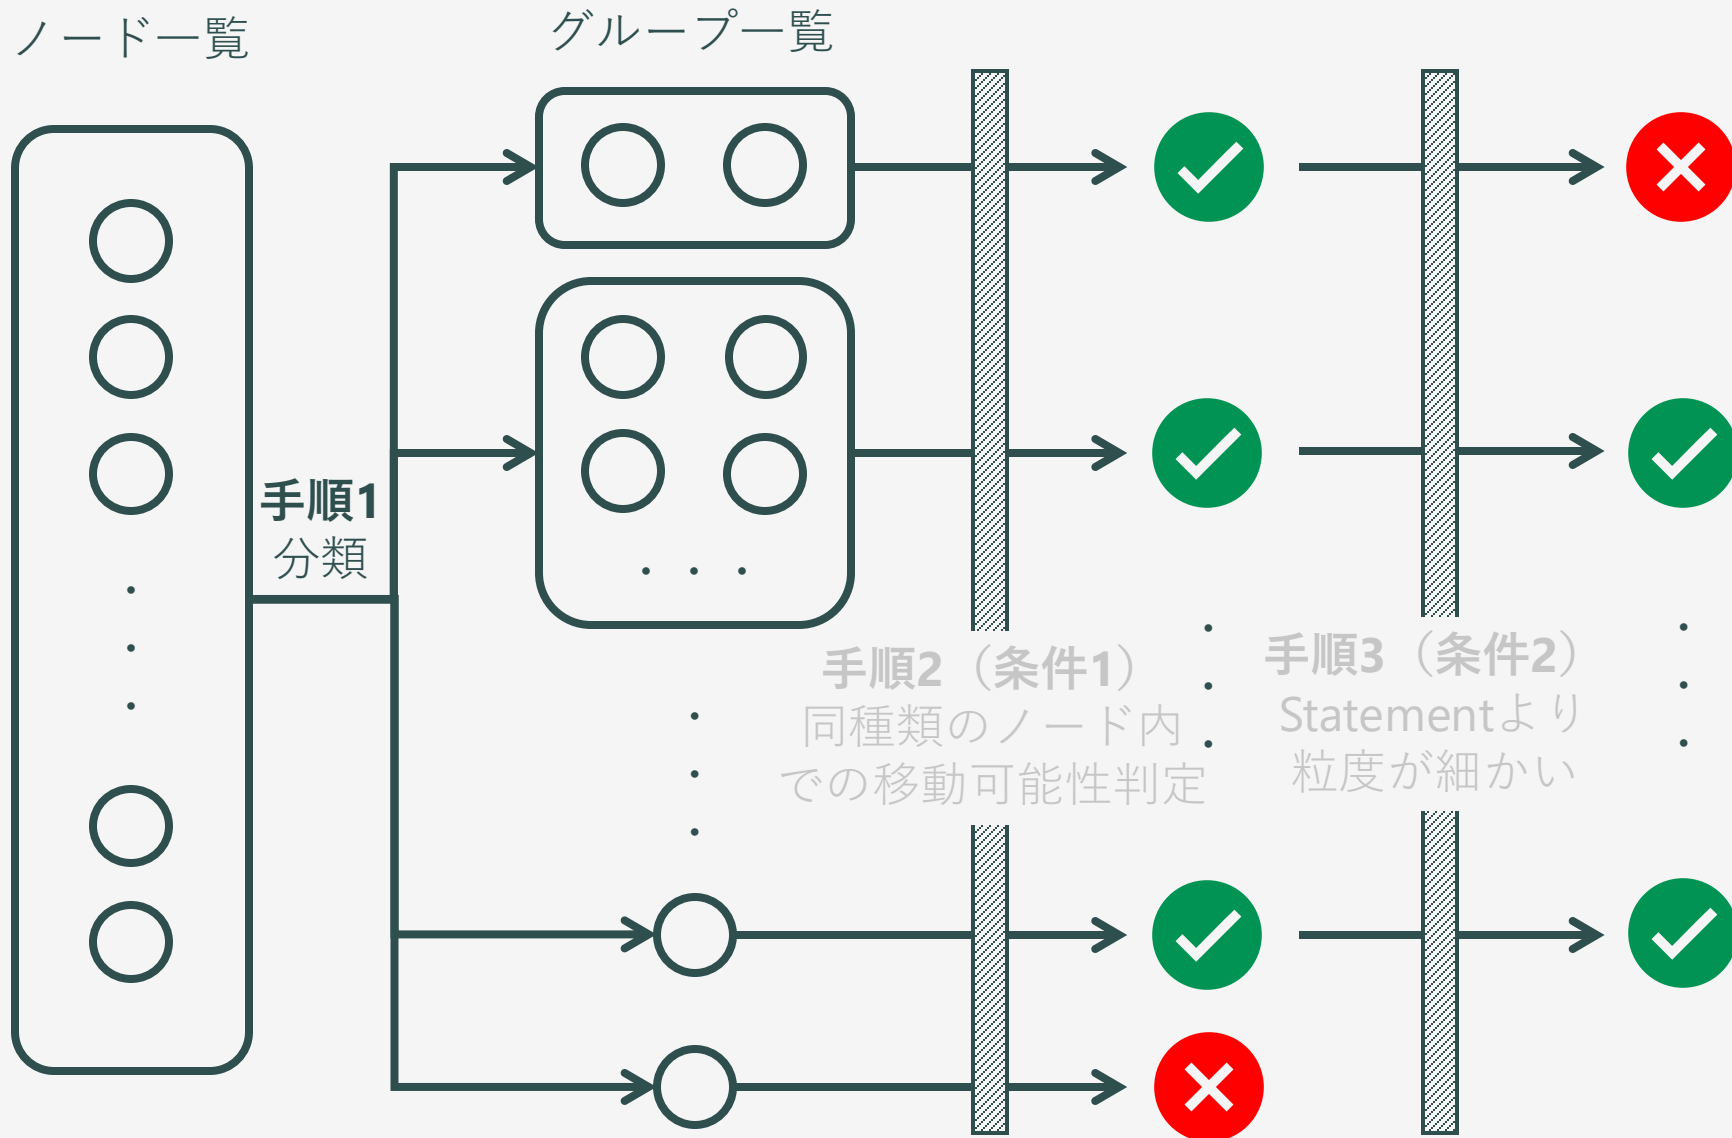 ノード一覧
グループ一覧
手順1
分類
手順2（条件1）
同種類のノード内
での移動可能性判定
手順3（条件2）
Statementより
粒度が細かい